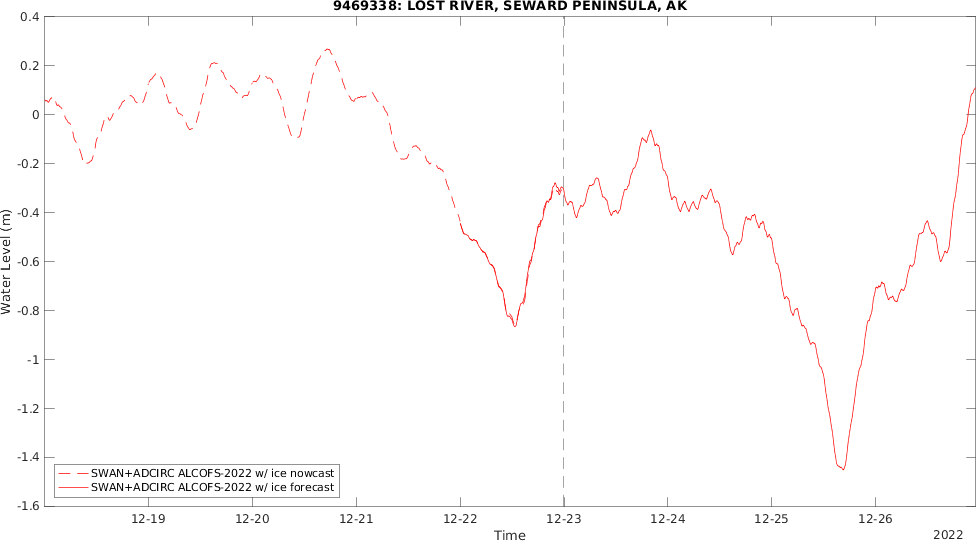 9469338: LOST RIVER, SEWARD PENINSULA, AK
0.4
0.2
0
-0.2
-0.4
-0.6
-0.8
-1
-1.2
-1.4
-1.6
Water Level (m)
SWAN+ADCIRC ALCOFS-2022 w/ ice nowcast
SWAN+ADCIRC ALCOFS-2022 w/ ice forecast
12-19 12-20 12-21 12-22 12-23 12-24 12-25 12-26
Time
2022